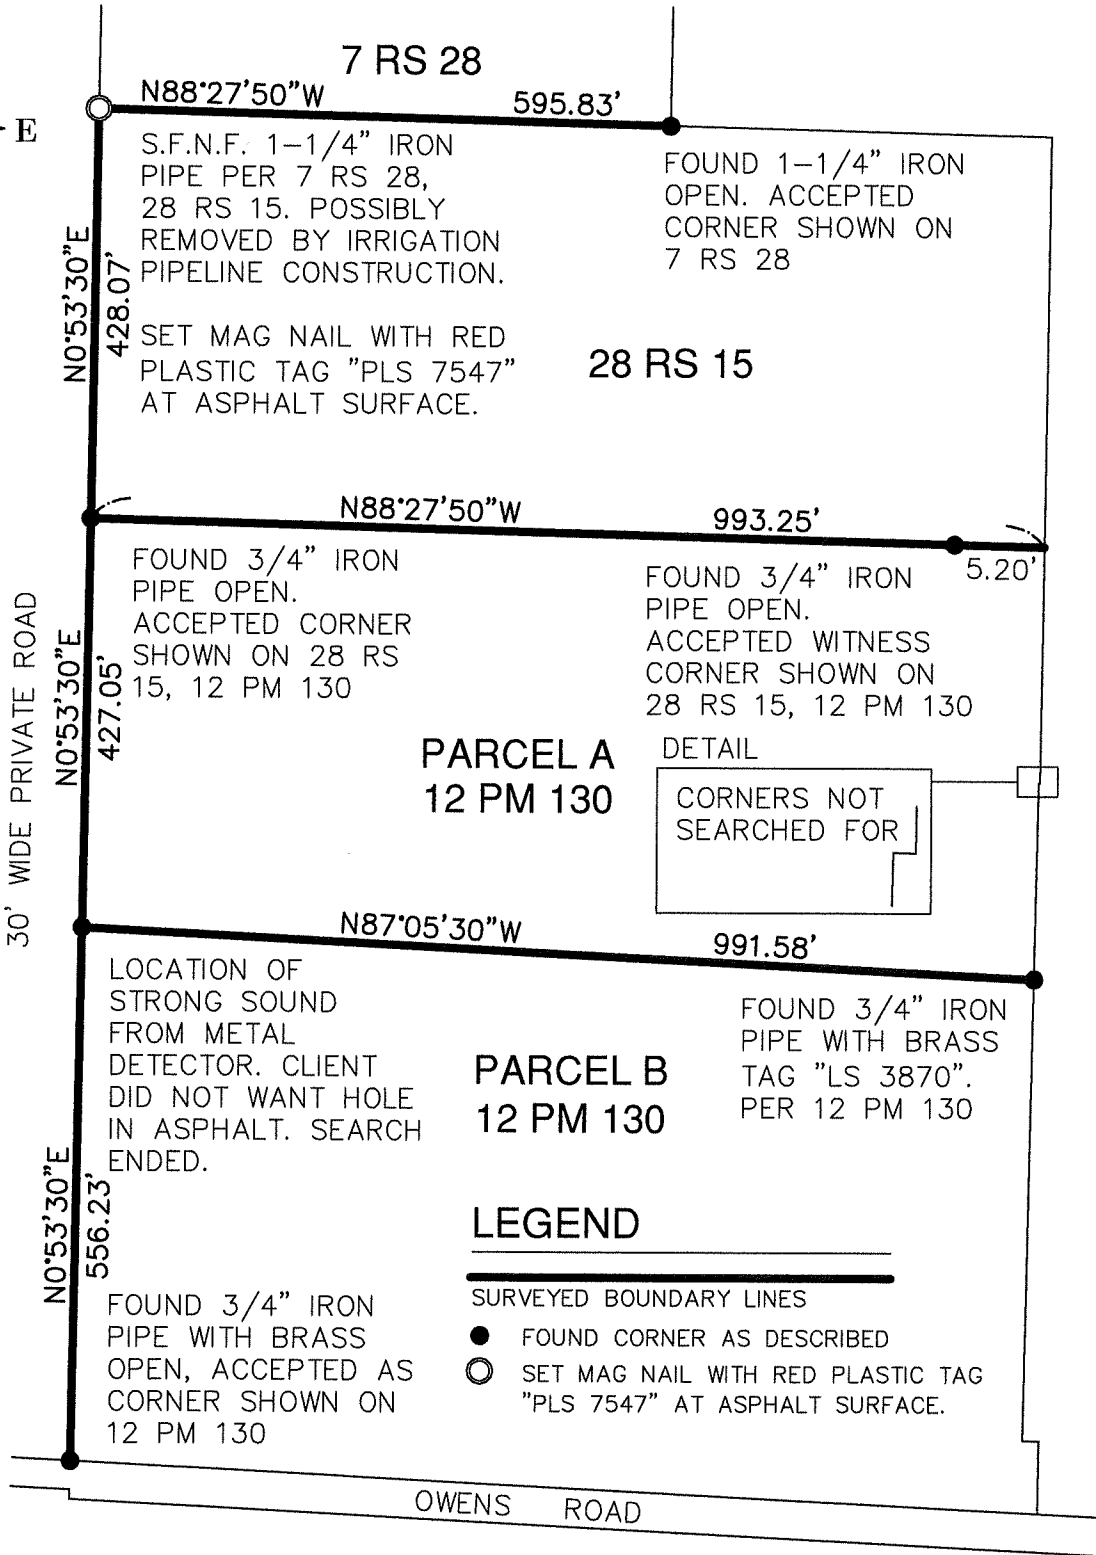 7 RS 28
N88°27'50"W 595.83'
E
S.F.N.F. 1-1/4" IRON
PIPE PER 7 RS 28,
28 RS 15. POSSIBLY
REMOVED BY IRRIGATION
PIPELINE CONSTRUCTION.
SET MAG NAIL WITH RED
PLASTIC TAG "PLS 7547"
AT ASPHALT SURFACE.
FOUND 1-1/4" IRON
OPEN. ACCEPTED
CORNER SHOWN ON
7 RS 28
N0°53'30"E
428.07'
28 RS 15
N88°27'50"W 993.25'
5.20'
FOUND 3/4" IRON
PIPE OPEN.
ACCEPTED CORNER
SHOWN ON 28 RS
15, 12 PM 130
FOUND 3/4" IRON
PIPE OPEN.
ACCEPTED WITNESS
CORNER SHOWN ON
28 RS 15, 12 PM 130
30' WIDE PRIVATE ROAD
N0°53'30"E
427.05'
PARCEL A
12 PM 130
DETAIL
CORNERS NOT
SEARCHED FOR
N87°05'30"W 991.58'
LOCATION OF
STRONG SOUND
FROM METAL
DETECTOR. CLIENT
DID NOT WANT HOLE
IN ASPHALT. SEARCH
ENDED.
PARCEL B
12 PM 130
FOUND 3/4" IRON
PIPE WITH BRASS
TAG "LS 3870".
PER 12 PM 130
N0°53'30"E
556.23'
FOUND 3/4" IRON
PIPE WITH BRASS
OPEN, ACCEPTED AS
CORNER SHOWN ON
12 PM 130
LEGEND
SURVEYED BOUNDARY LINES
FOUND CORNER AS DESCRIBED
SET MAG NAIL WITH RED PLASTIC TAG
"PLS 7547" AT ASPHALT SURFACE.
OWENS ROAD